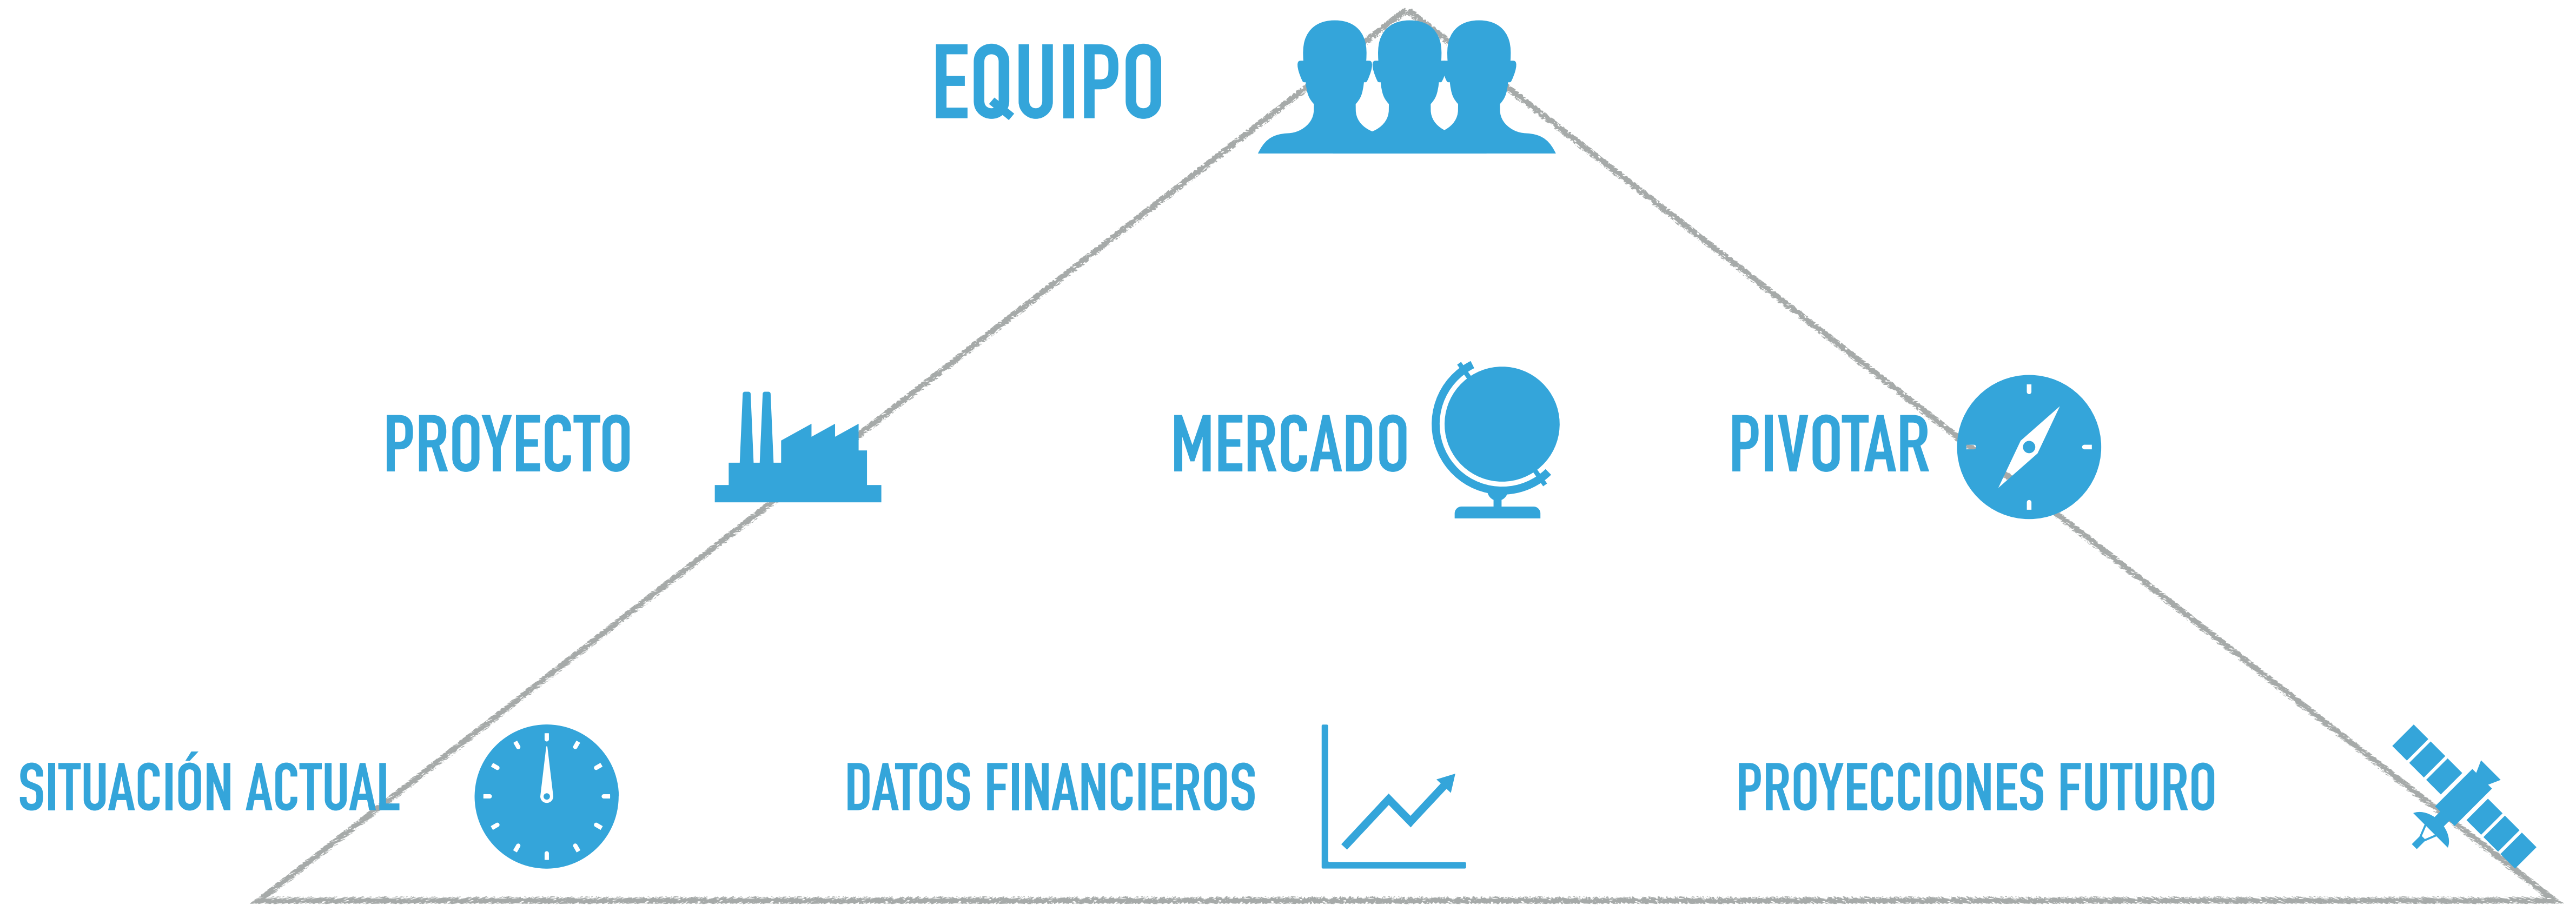 EQUIPO
PROYECTO
MERCADO
PIVOTAR
SITUACIÓN ACTUAL
DATOS FINANCIEROS
PROYECCIONES FUTURO